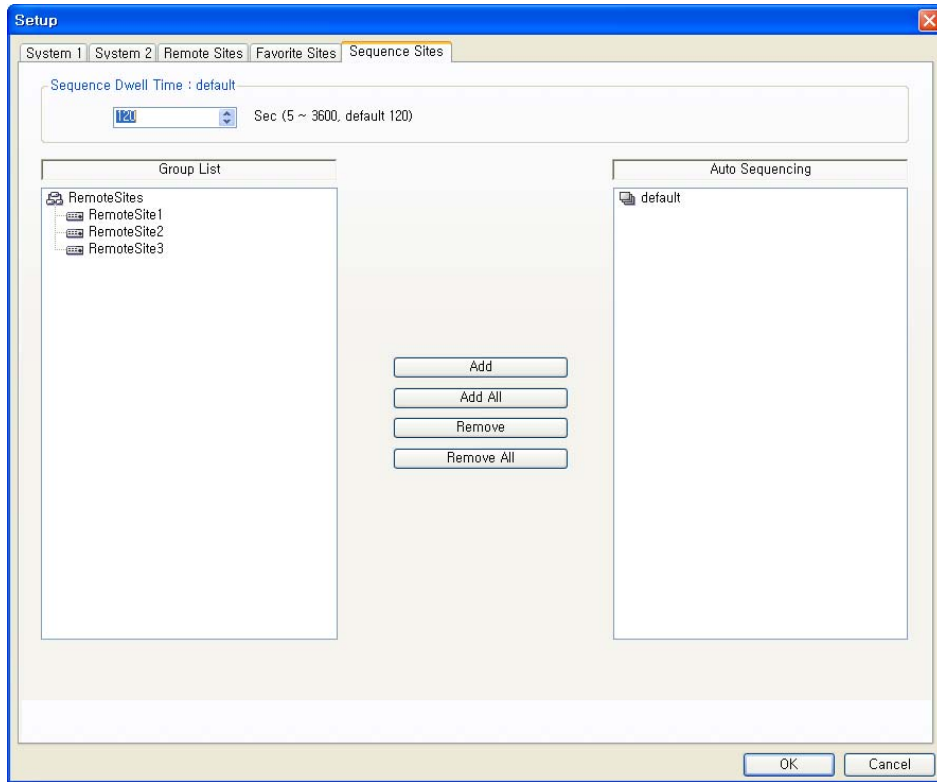 Setup
System 1 System 2 Remote Sites Favorite Sites Sequence Sites
Sequence Dwell Time : default
120 Sec (5 ~ 3600, default 120)
Group List
RemoteSites
RemoteSite1
RemoteSite2
RemoteSite3
Add
Add All
Remove
Remove All
Auto Sequencing
default
OK Cancel